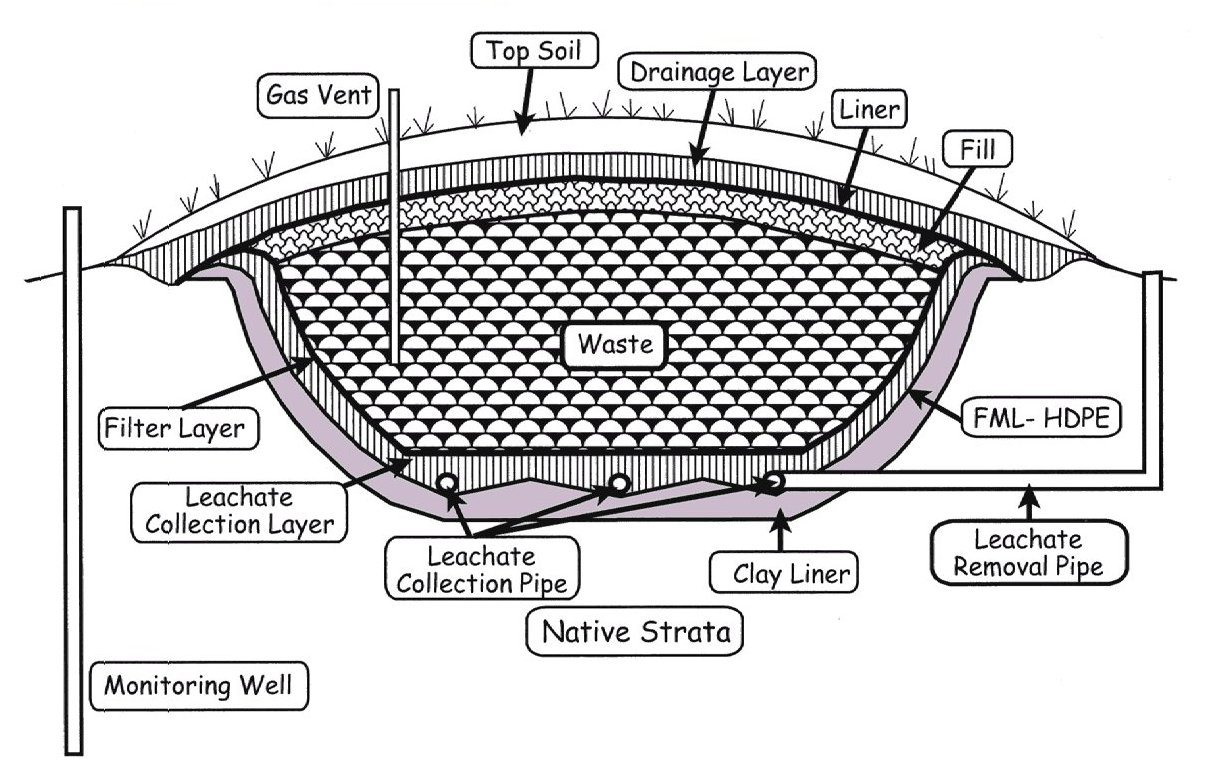 Top Soil
Drainage Layer
Gas Vent
Liner
Fill
Waste
Filter Layer
FML- HDPE
Leachate
Collection Layer
Leachate
Collection Pipe
Clay Liner
Leachate
Removal Pipe
Native Strata
Monitoring Well